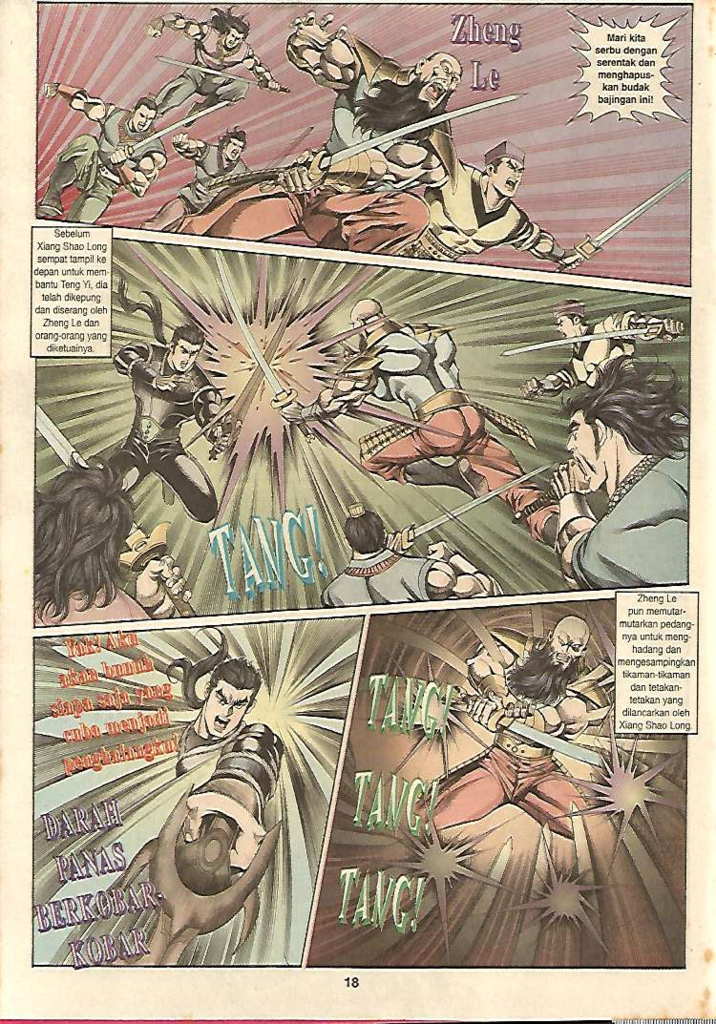 Zheng
Le
Mari kita
serbu dengan
serentak dan
menghapus-
kan budak
bajingan ini!
Sebelum
Xiang Shao Long
sempat tampil ke
depan untuk mem-
bantu Teng Yi, dia
telah dikepung
dan diserang oleh
Zheng Le dan
orang-orang yang
diketuainya.
TANG!
Yak! Aku
akan bunuh
siapa saja yang
cuba menjadi
penghalangku!
DARAH
PANAS
BERKOBAR-
KOBAR
Zheng Le
pun memutar-
mutarkan pedang-
nya untuk meng-
hadang dan
mengesampingkan
tikaman-tikaman
dan tetakan-
tetakan yang
dilancarkan oleh
Xiang Shao Long.
TANG!
TANG!
TANG!
18